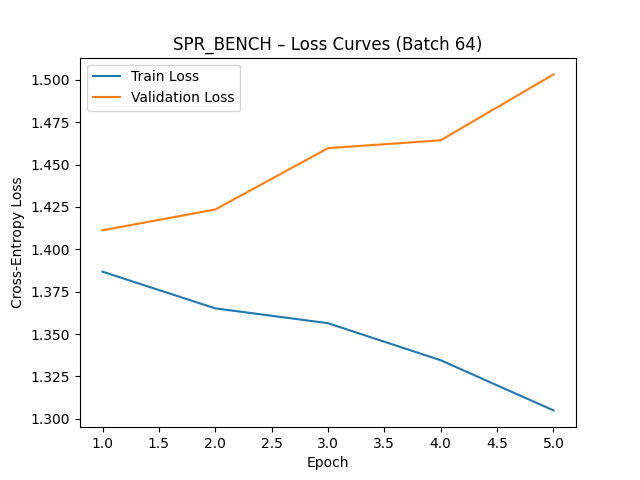 SPR_BENCH – Loss Curves (Batch 64)
Train Loss
Validation Loss
Cross-Entropy Loss
1.500
1.475
1.450
1.425
1.400
1.375
1.350
1.325
1.300
1.0 1.5 2.0 2.5 3.0 3.5 4.0 4.5 5.0
Epoch